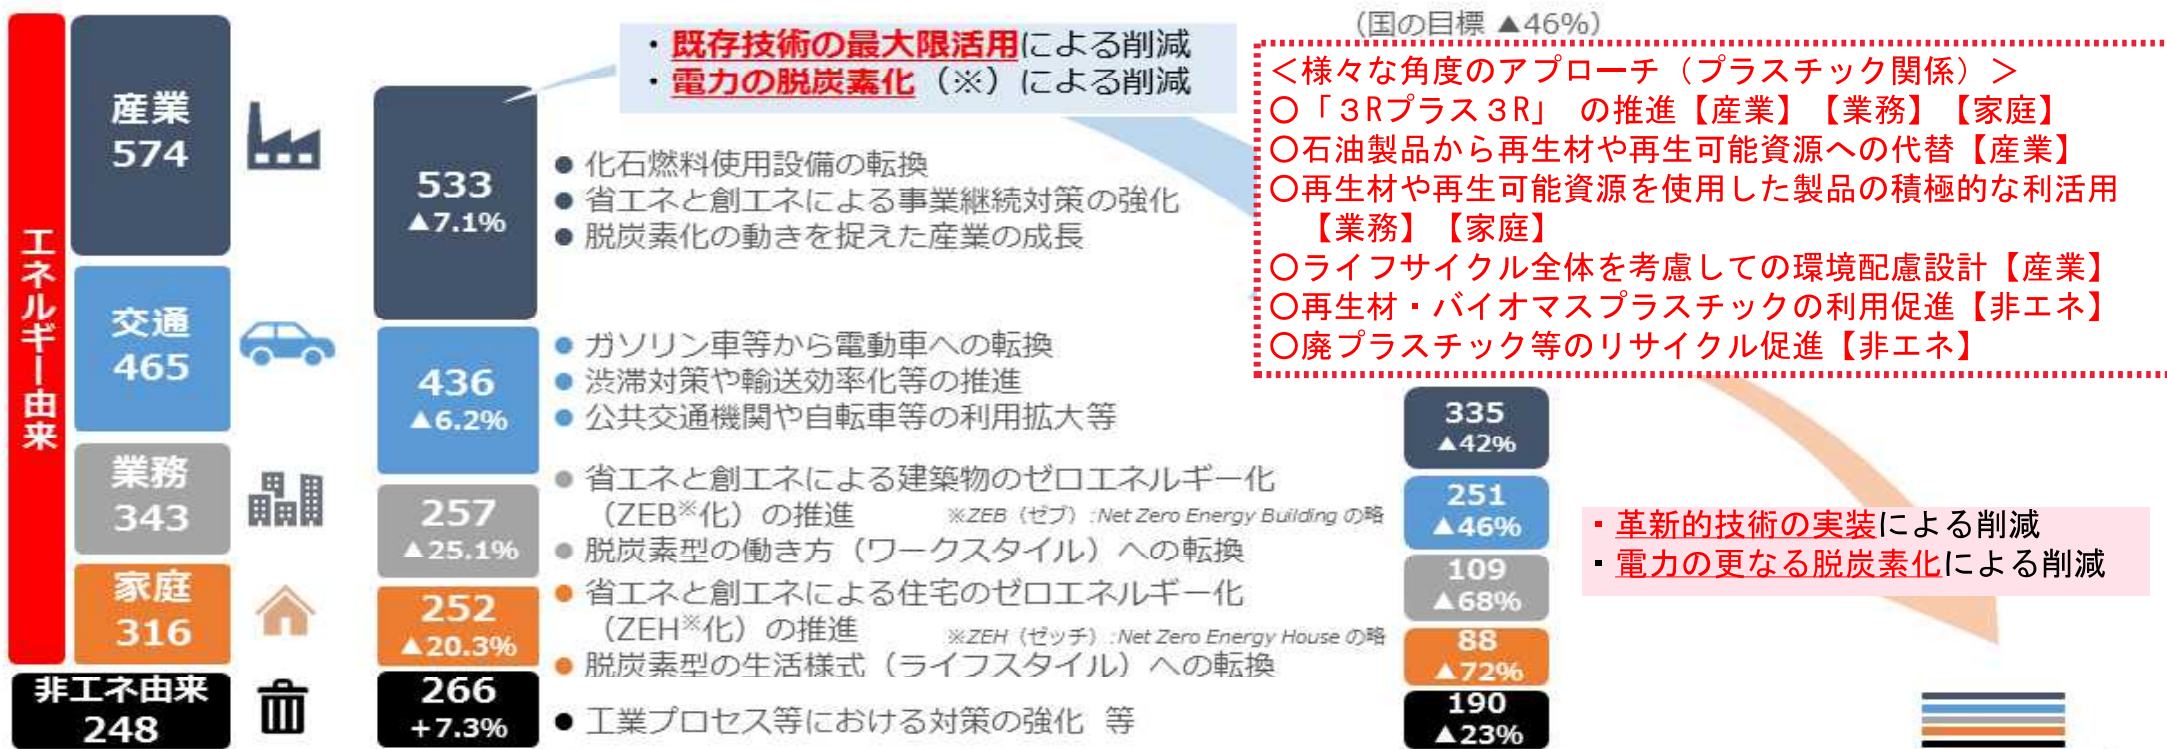 エネルギー由来
産業
574
交通
465
業務
343
家庭
316
非エネ由来
248
533
▲7.1%
436
▲6.2%
257
▲25.1%
252
▲20.3%
266
+7.3%
・既存技術の最大限活用による削減
・電力の脱炭素化（※）による削減
● 化石燃料使用設備の転換
● 省エネと創エネによる事業継続対策の強化
● 脱炭素化の動きを捉えた産業の成長
● ガソリン車等から電動車への転換
● 渋滞対策や輸送効率化等の推進
● 公共交通機関や自転車等の利用拡大等
● 省エネと創エネによる建築物のゼロエネルギー化
（ZEB※化）の推進 ※ZEB（ゼブ）:Net Zero Energy Building の略
● 脱炭素型の働き方（ワークスタイル）への転換
● 省エネと創エネによる住宅のゼロエネルギー化
（ZEH※化）の推進 ※ZEH（ゼッチ）:Net Zero Energy House の略
● 脱炭素型の生活様式（ライフスタイル）への転換
● 工業プロセス等における対策の強化 等
（国の目標 ▲46%）
＜様々な角度のアプローチ（プラスチック関係）＞
〇「３Rプラス３R」 の推進【産業】【業務】【家庭】
〇石油製品から再生材や再生可能資源への代替【産業】
〇再生材や再生可能資源を使用した製品の積極的な利活用
【業務】【家庭】
〇ライフサイクル全体を考慮しての環境配慮設計【産業】
〇再生材・バイオマスプラスチックの利用促進【非エネ】
〇廃プラスチック等のリサイクル促進【非エネ】
335
▲42%
251
▲46%
109
▲68%
88
▲72%
190
▲23%
・革新的技術の実装による削減
・電力の更なる脱炭素化による削減